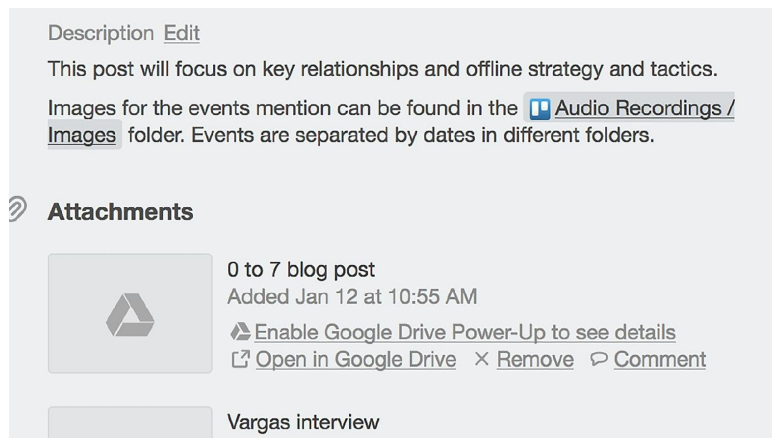 Description Edit
This post will focus on key relationships and offline strategy and tactics.
Images for the events mention can be found in the Audio Recordings /
Images folder. Events are separated by dates in different folders.
Attachments
0 to 7 blog post
Added Jan 12 at 10:55 AM
Enable Google Drive Power-Up to see details
Open in Google Drive × Remove Comment
Vargas interview